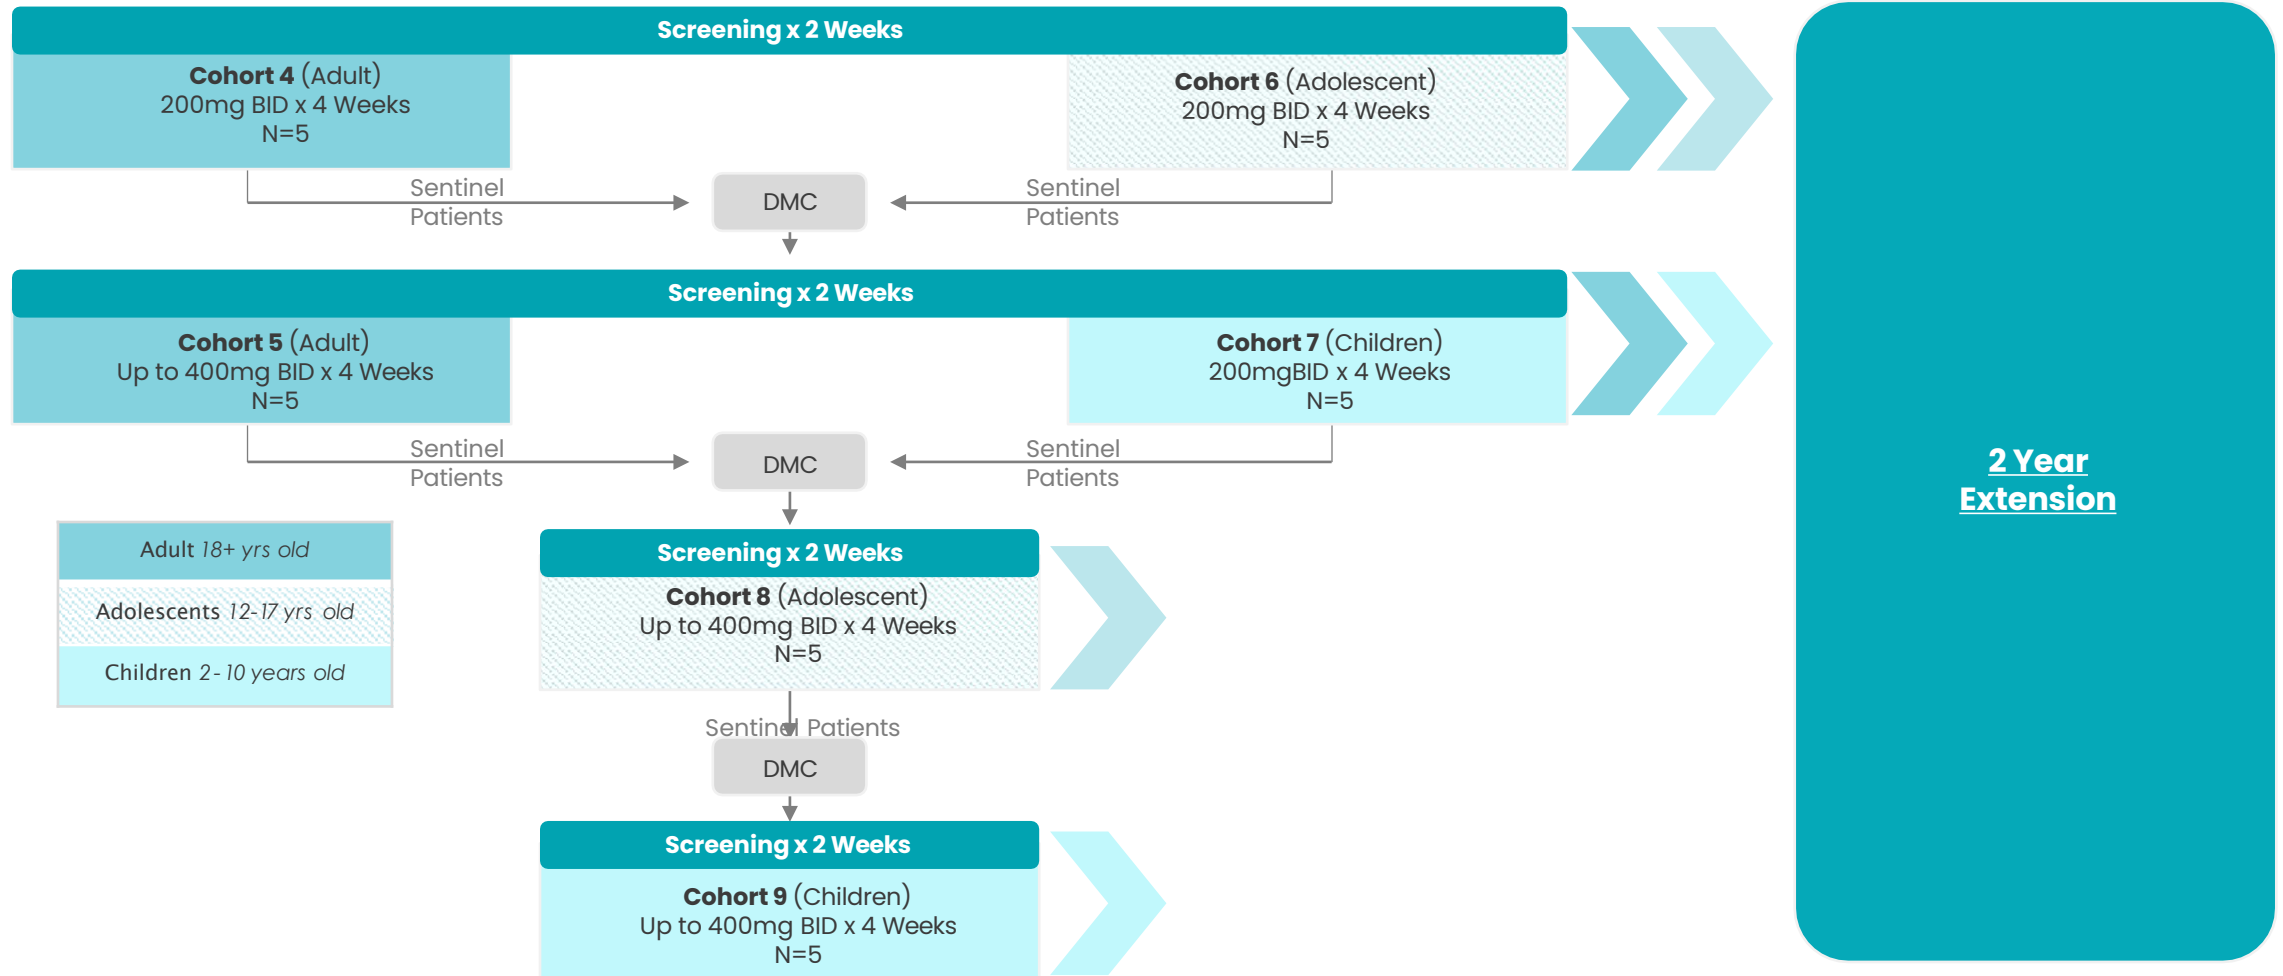 Screening x 2 Weeks
Cohort 4 (Adult)
200mg BID x 4 Weeks
N=5
Cohort 6 (Adolescent)
200mg BID x 4 Weeks
N=5
Sentinel
Patients
DMC
Sentinel
Patients
Screening x 2 Weeks
Cohort 5 (Adult)
Up to 400mg BID x 4 Weeks
N=5
Cohort 7 (Children)
200mgBID x 4 Weeks
N=5
Sentinel
Patients
DMC
Sentinel
Patients
2 Year
Extension
Adult 18+ yrs old
Adolescents 12-17 yrs old
Children 2-10 years old
Screening x 2 Weeks
Cohort 8 (Adolescent)
Up to 400mg BID x 4 Weeks
N=5
Sentinel Patients
DMC
Screening x 2 Weeks
Cohort 9 (Children)
Up to 400mg BID x 4 Weeks
N=5